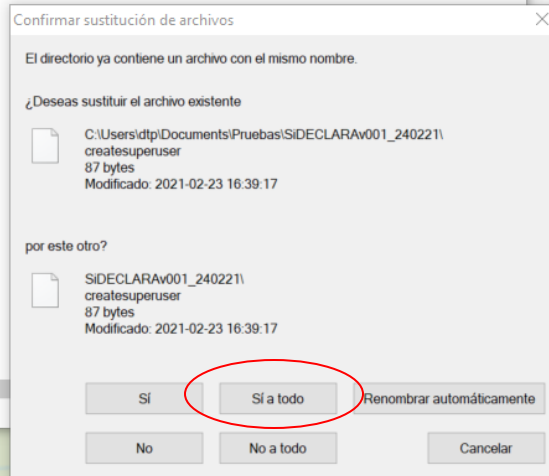 Confirmar sustitución de archivos
El directorio ya contiene un archivo con el mismo nombre.
¿Deseas sustituir el archivo existente
C:\Users\dtp\Documents\Pruebas\SiDECLARAv001_240221\
createsuperuser
87 bytes
Modificado: 2021-02-23 16:39:17
por este otro?
SiDECLARAv001_240221\
createsuperuser
87 bytes
Modificado: 2021-02-23 16:39:17
Sí Sí a todo Renombrar automáticamente
No No a todo Cancelar